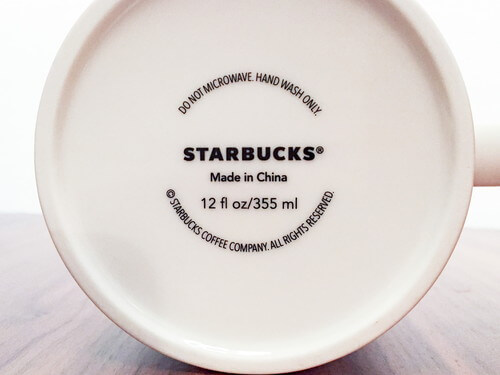 DO NOT MICROWAVE. HAND WASH ONLY.
STARBUCKS®
Made in China
12 fl oz/355 ml
© STARBUCKS COFFEE COMPANY. ALL RIGHTS RESERVED.